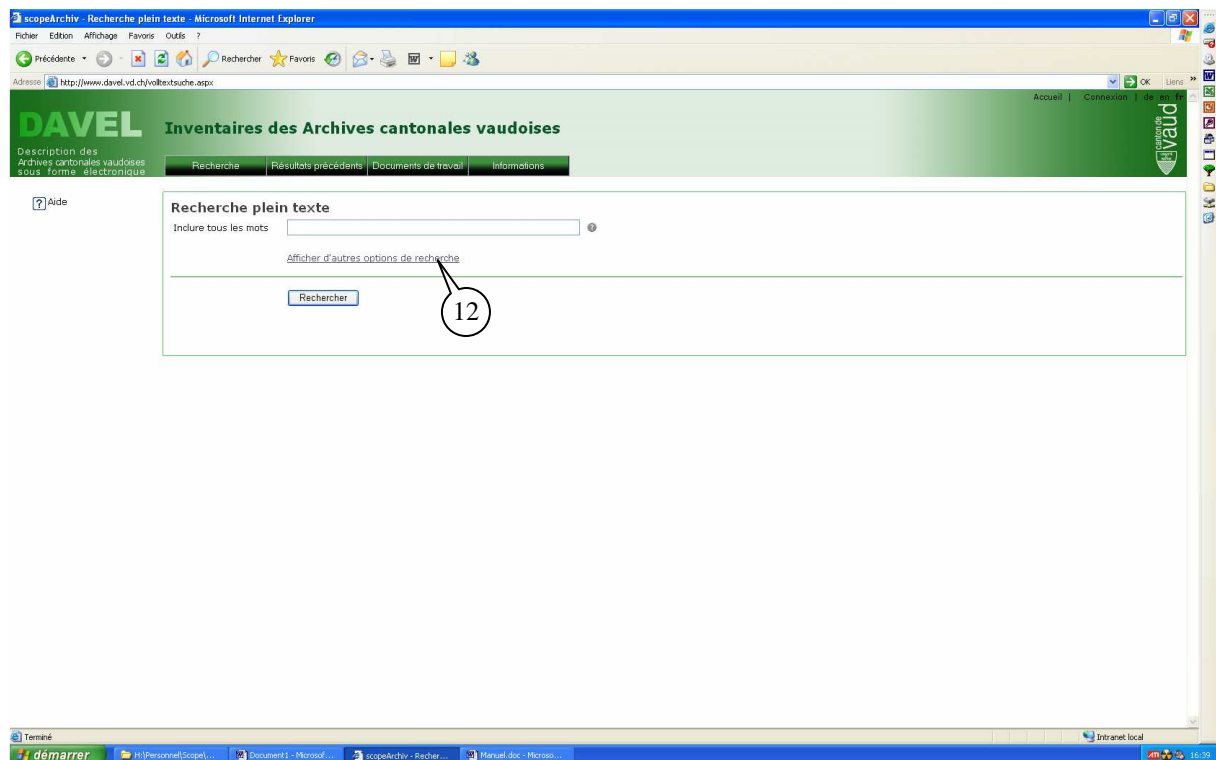 scopeArchiv - Recherche plein texte - Microsoft Internet Explorer
Fichier Edition Affichage Favoris Outils ?
Précédente Rechercher Favoris
Adresse http://www.davel.vd.ch/volltextsuche.aspx OK Liens
Accueil | Connexion | de en fr
DAVEL Inventaires des Archives cantonales vaudoises
canton de vaud
Description des
Archives cantonales vaudoises
sous forme électronique
Recherche Résultats précédents Documents de travail Informations
? Aide
Recherche plein texte
Inclure tous les mots
Afficher d'autres options de recherche
Rechercher
12
Terminé Intranet local
démarrer H:\Personnel\Scope\... Document1 - Microsof... scopeArchiv - Recher... Manuel.doc - Microso... 16:39